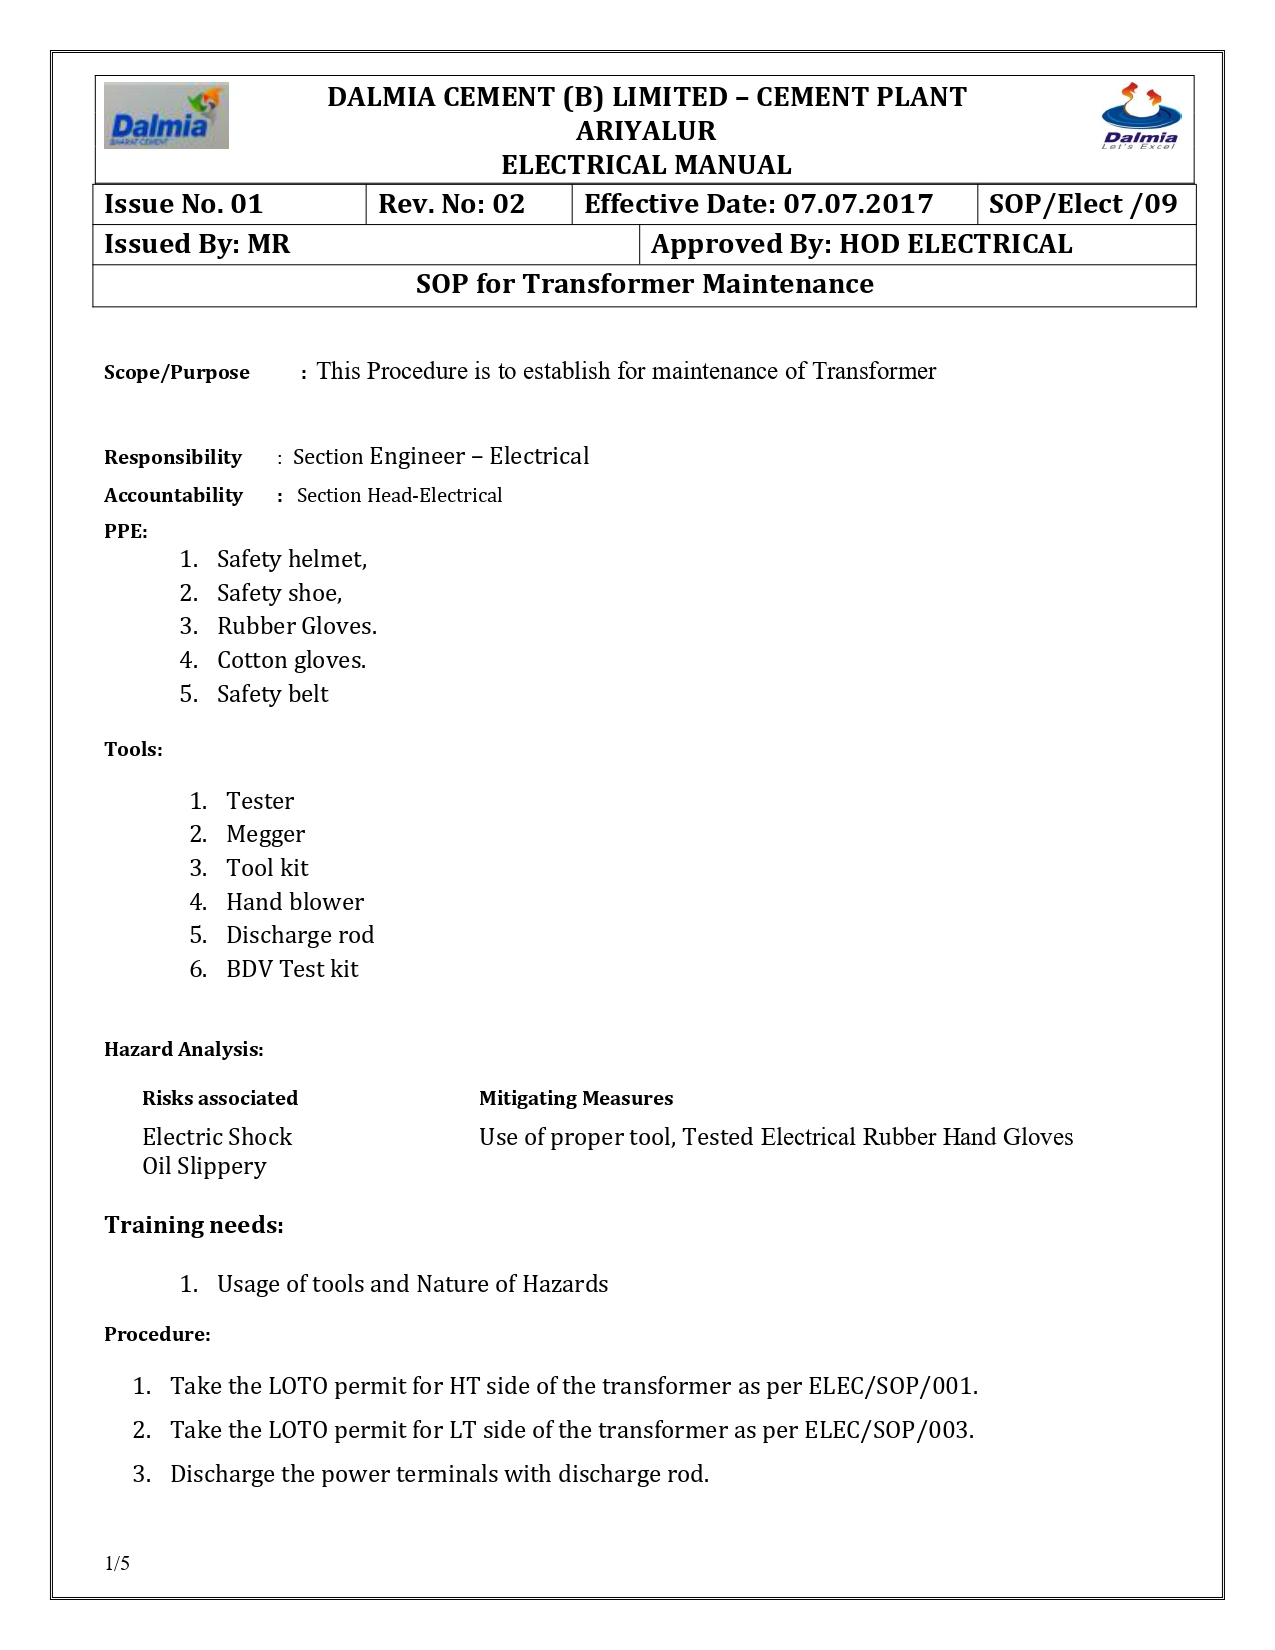 Dalmia
BHARAT CEMENT
DALMIA CEMENT (B) LIMITED – CEMENT PLANT
ARIYALUR
ELECTRICAL MANUAL
Dalmia
Let's Excel
Issue No. 01 Rev. No: 02 Effective Date: 07.07.2017 SOP/Elect /09
Issued By: MR Approved By: HOD ELECTRICAL
SOP for Transformer Maintenance
Scope/Purpose : This Procedure is to establish for maintenance of Transformer
Responsibility : Section Engineer – Electrical
Accountability : Section Head-Electrical
PPE:
1. Safety helmet,
2. Safety shoe,
3. Rubber Gloves.
4. Cotton gloves.
5. Safety belt
Tools:
1. Tester
2. Megger
3. Tool kit
4. Hand blower
5. Discharge rod
6. BDV Test kit
Hazard Analysis:
Risks associated Mitigating Measures
Electric Shock Use of proper tool, Tested Electrical Rubber Hand Gloves
Oil Slippery
Training needs:
1. Usage of tools and Nature of Hazards
Procedure:
1. Take the LOTO permit for HT side of the transformer as per ELEC/SOP/001.
2. Take the LOTO permit for LT side of the transformer as per ELEC/SOP/003.
3. Discharge the power terminals with discharge rod.
1/5